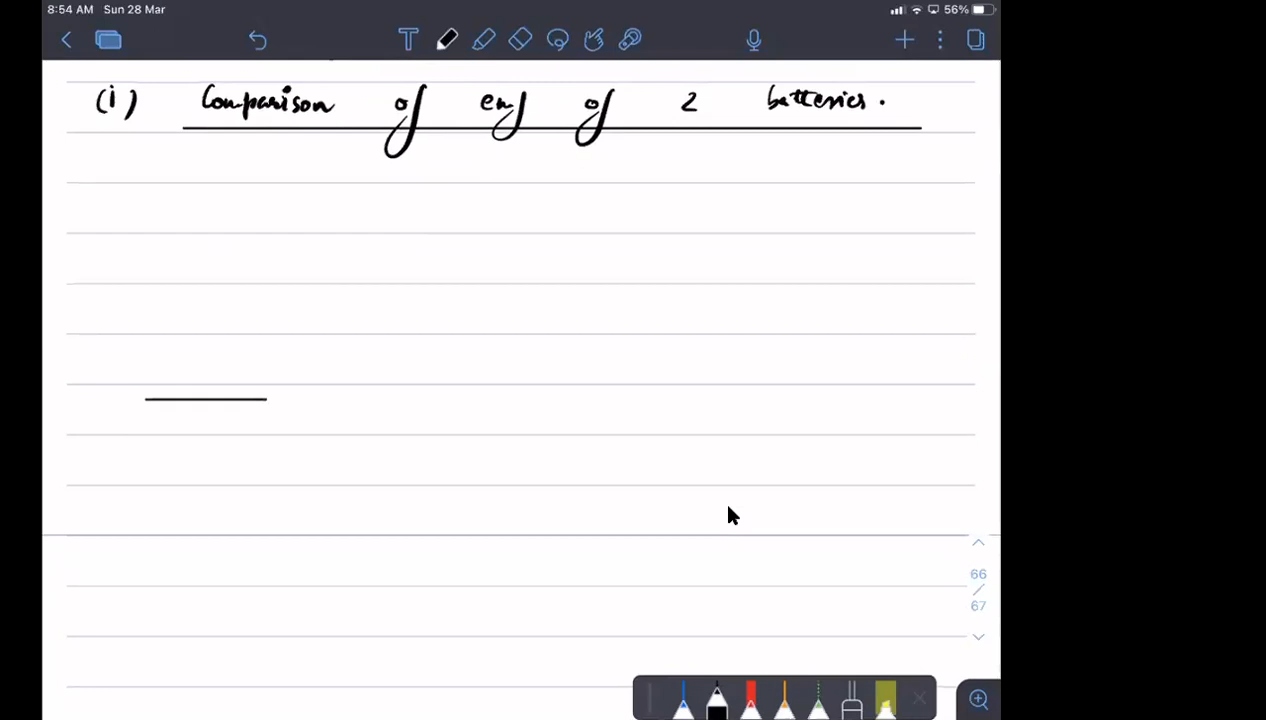 8:54 AM Sun 28 Mar 56%
T
(i) Comparison of emf of 2 batteries.
66
/
67